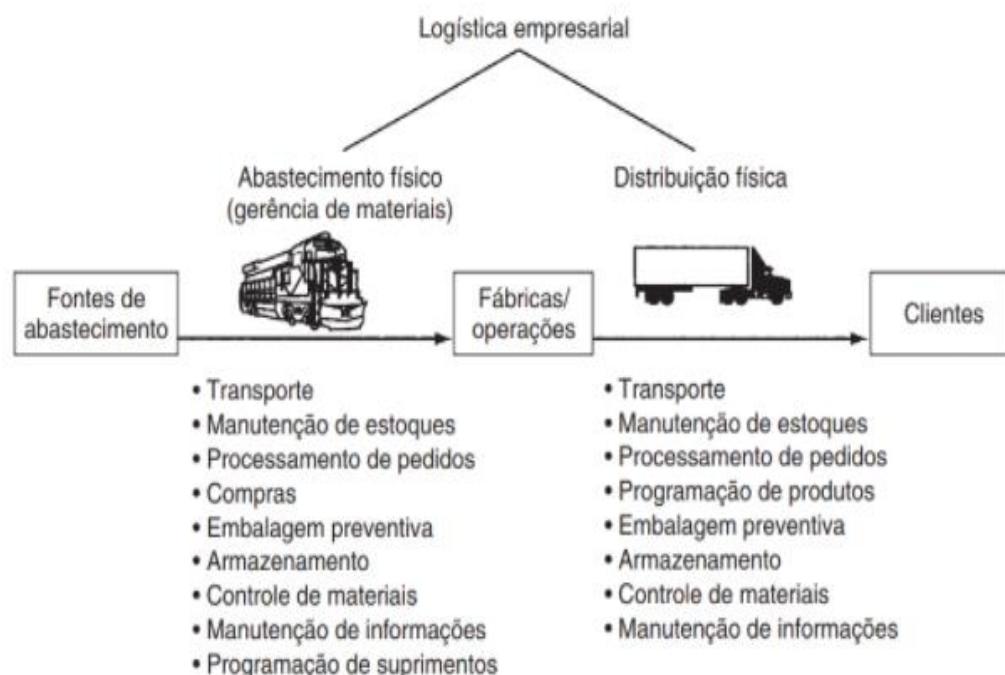 Logística empresarial
Abastecimento físico
(gerência de materiais)
Distribuição física
Fontes de
abastecimento
Fábricas/
operações
Clientes
• Transporte
• Manutenção de estoques
• Processamento de pedidos
• Compras
• Embalagem preventiva
• Armazenamento
• Controle de materiais
• Manutenção de informações
• Programação de suprimentos
• Transporte
• Manutenção de estoques
• Processamento de pedidos
• Programação de produtos
• Embalagem preventiva
• Armazenamento
• Controle de materiais
• Manutenção de informações